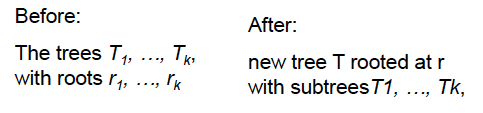 Before:
The trees T1, ..., Tk,
with roots r1, ..., rk
After:
new tree T rooted at r
with subtreesT1, ..., Tk,